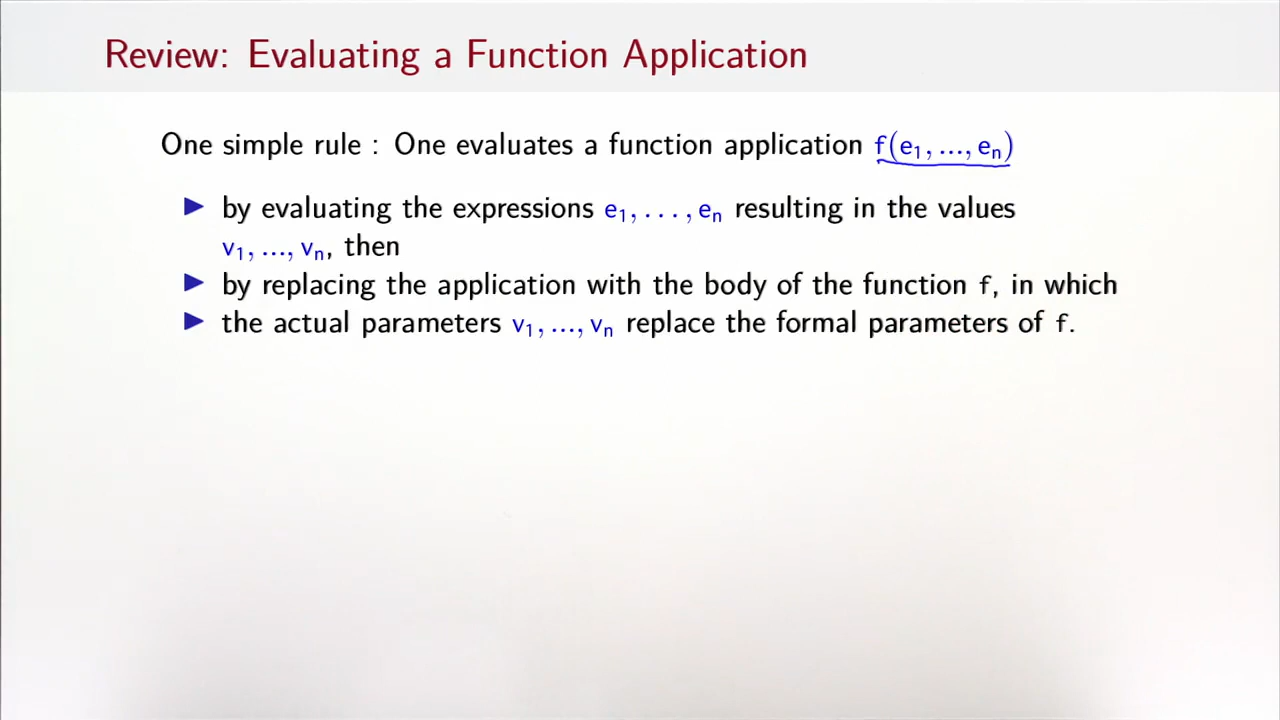 Review: Evaluating a Function Application
One simple rule : One evaluates a function application f(e₁, ..., eₙ)
▶ by evaluating the expressions e₁, . . . , eₙ resulting in the values
v₁, ..., vₙ, then
▶ by replacing the application with the body of the function f, in which
▶ the actual parameters v₁, ..., vₙ replace the formal parameters of f.